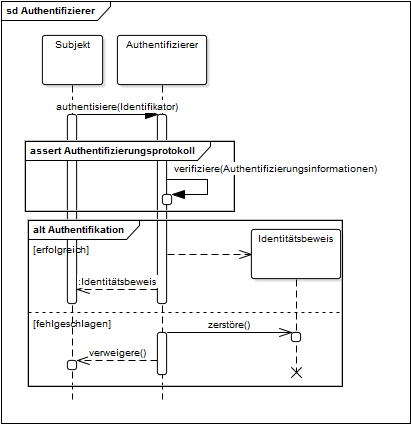 sd Authentifizierer
Subjekt
Authentifizierer
authentisiere(Identifikator)
assert Authentifizierungsprotokoll
verifiziere(Authentifizierungsinformationen)
alt Authentifikation
Identitätsbeweis
[erfolgreich]
:Identitätsbeweis
[fehlgeschlagen]
zerstöre()
verweigere()